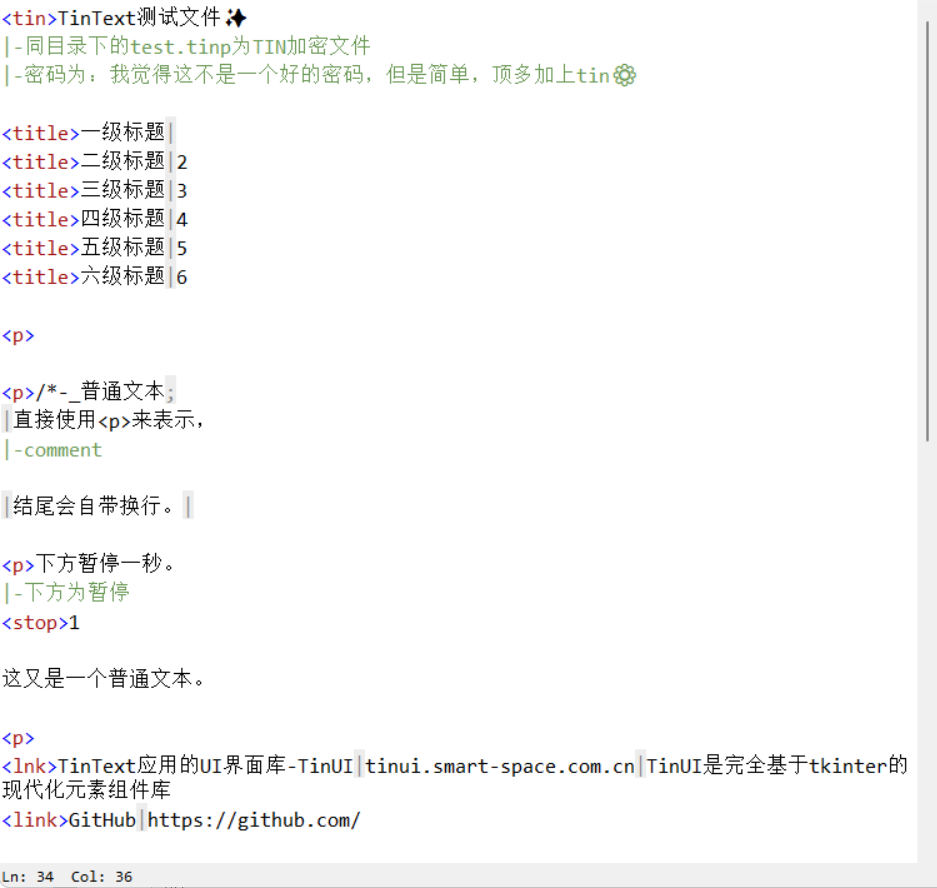 <tin>TinText测试文件✨
|-同目录下的test.tinp为TIN加密文件
|-密码为：我觉得这不是一个好的密码，但是简单，顶多加上tin🏵
<title>一级标题|
<title>二级标题|2
<title>三级标题|3
<title>四级标题|4
<title>五级标题|5
<title>六级标题|6
<p>
<p>/*-_普通文本;
|直接使用<p>来表示，
|-comment
|结尾会自带换行。|
<p>下方暂停一秒。
|-下方为暂停
<stop>1
这又是一个普通文本。
<p>
<lnk>TinText应用的UI界面库-TinUI|tinui.smart-space.com.cn|TinUI是完全基于tkinter的
现代化元素组件库
<link>GitHub|https://github.com/
Ln: 34  Col: 36